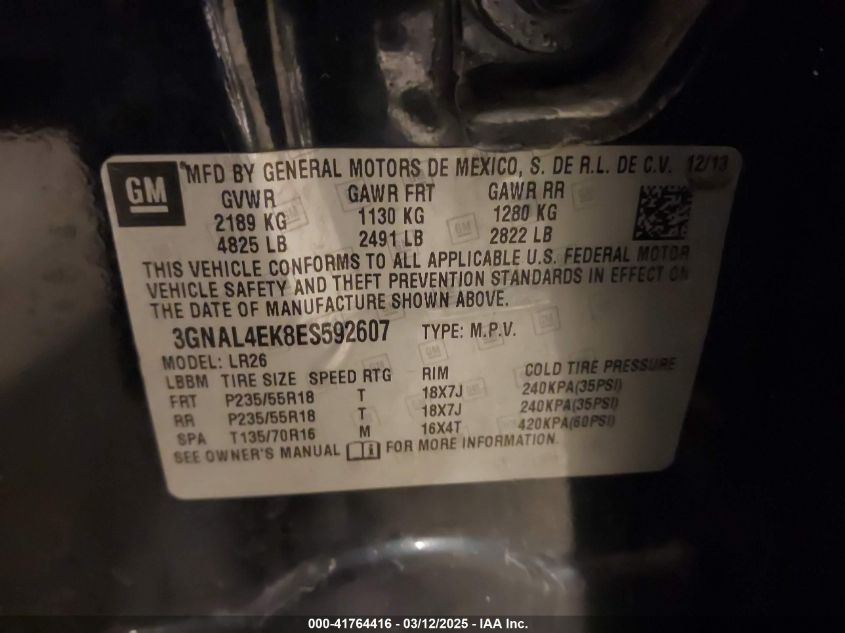 GM
MFD BY GENERAL MOTORS DE MEXICO, S. DE R.L. DE C.V. 12/13
GVWR GAWR FRT GAWR RR
2189 KG 1130 KG 1280 KG
4825 LB 2491 LB 2822 LB
THIS VEHICLE CONFORMS TO ALL APPLICABLE U.S. FEDERAL MOTOR
VEHICLE SAFETY AND THEFT PREVENTION STANDARDS IN EFFECT ON
THE DATE OF MANUFACTURE SHOWN ABOVE.
3GNAL4EK8ES592607 TYPE: M.P.V.
MODEL: LR26
LBBM TIRE SIZE SPEED RTG RIM COLD TIRE PRESSURE
FRT P235/55R18 T 18X7J 240KPA(35PSI)
RR P235/55R18 T 18X7J 240KPA(35PSI)
SPA T135/70R16 M 16X4T 420KPA(60PSI)
SEE OWNER'S MANUAL FOR MORE INFORMATION.
000-41764416 - 03/12/2025 - IAA Inc.